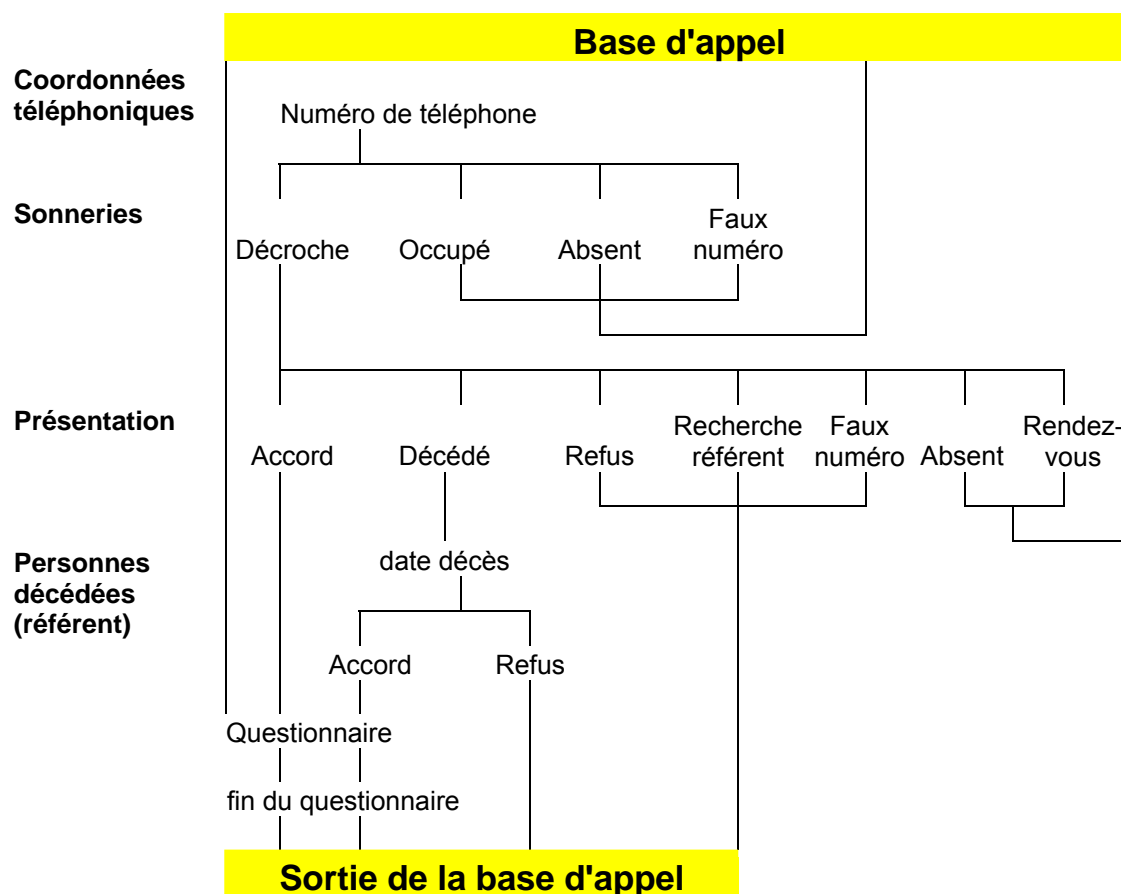 Base d'appel
Coordonnées
téléphoniques
Numéro de téléphone
Sonneries
Décroche
Occupé
Absent
Faux
numéro
Présentation
Accord
Décédé
Refus
Recherche
référent
Faux
numéro
Absent
Rendez-
vous
Personnes
décédées
(référent)
date décès
Accord
Refus
Questionnaire
fin du questionnaire
Sortie de la base d'appel